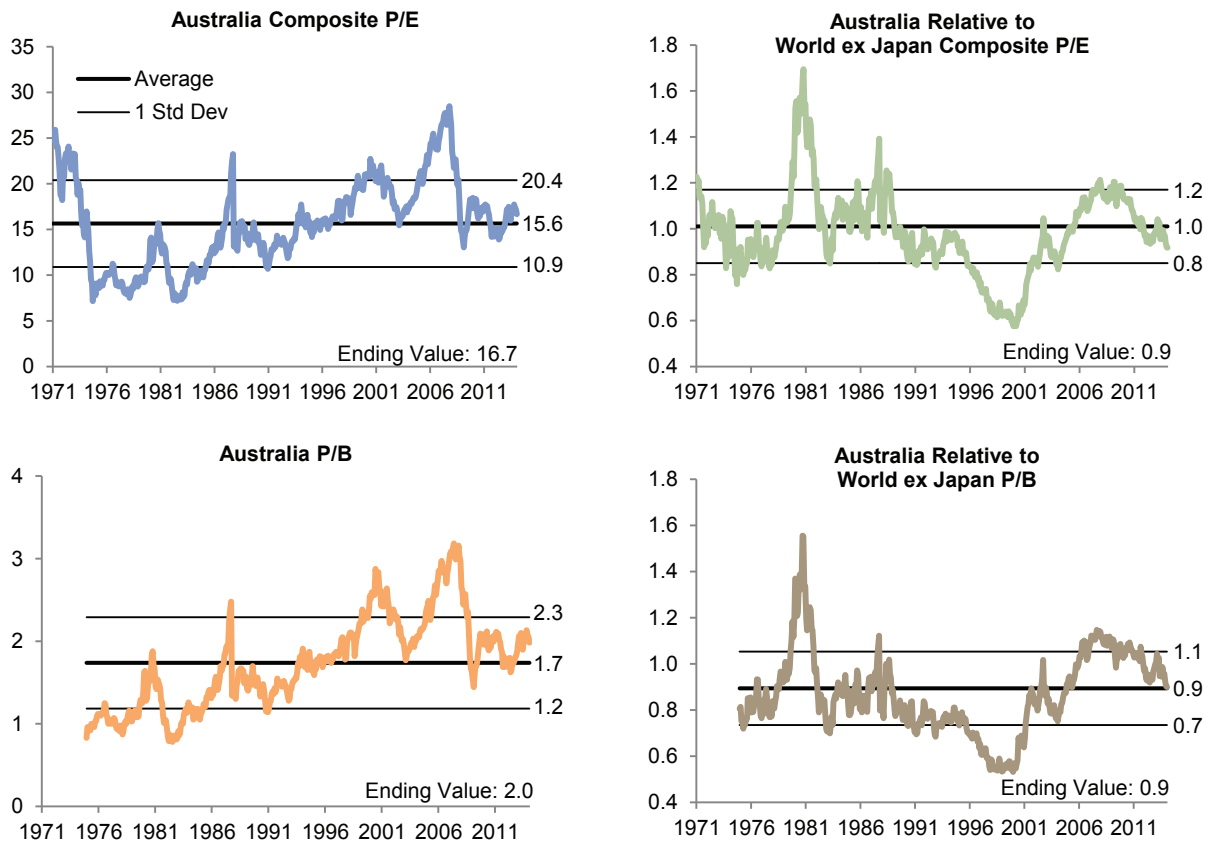 Australia Composite P/E
35
30
25
20
15
10
5
0
Average
1 Std Dev
20.4
15.6
10.9
Ending Value: 16.7
1971 1976 1981 1986 1991 1996 2001 2006 2011
Australia Relative to
World ex Japan Composite P/E
1.8
1.6
1.4
1.2
1.0
0.8
0.6
0.4
1.2
1.0
0.8
Ending Value: 0.9
1971 1976 1981 1986 1991 1996 2001 2006 2011
Australia P/B
4
3
2
1
0
2.3
1.7
1.2
Ending Value: 2.0
1971 1976 1981 1986 1991 1996 2001 2006 2011
Australia Relative to
World ex Japan P/B
1.8
1.6
1.4
1.2
1.0
0.8
0.6
0.4
1.1
0.9
0.7
Ending Value: 0.9
1971 1976 1981 1986 1991 1996 2001 2006 2011